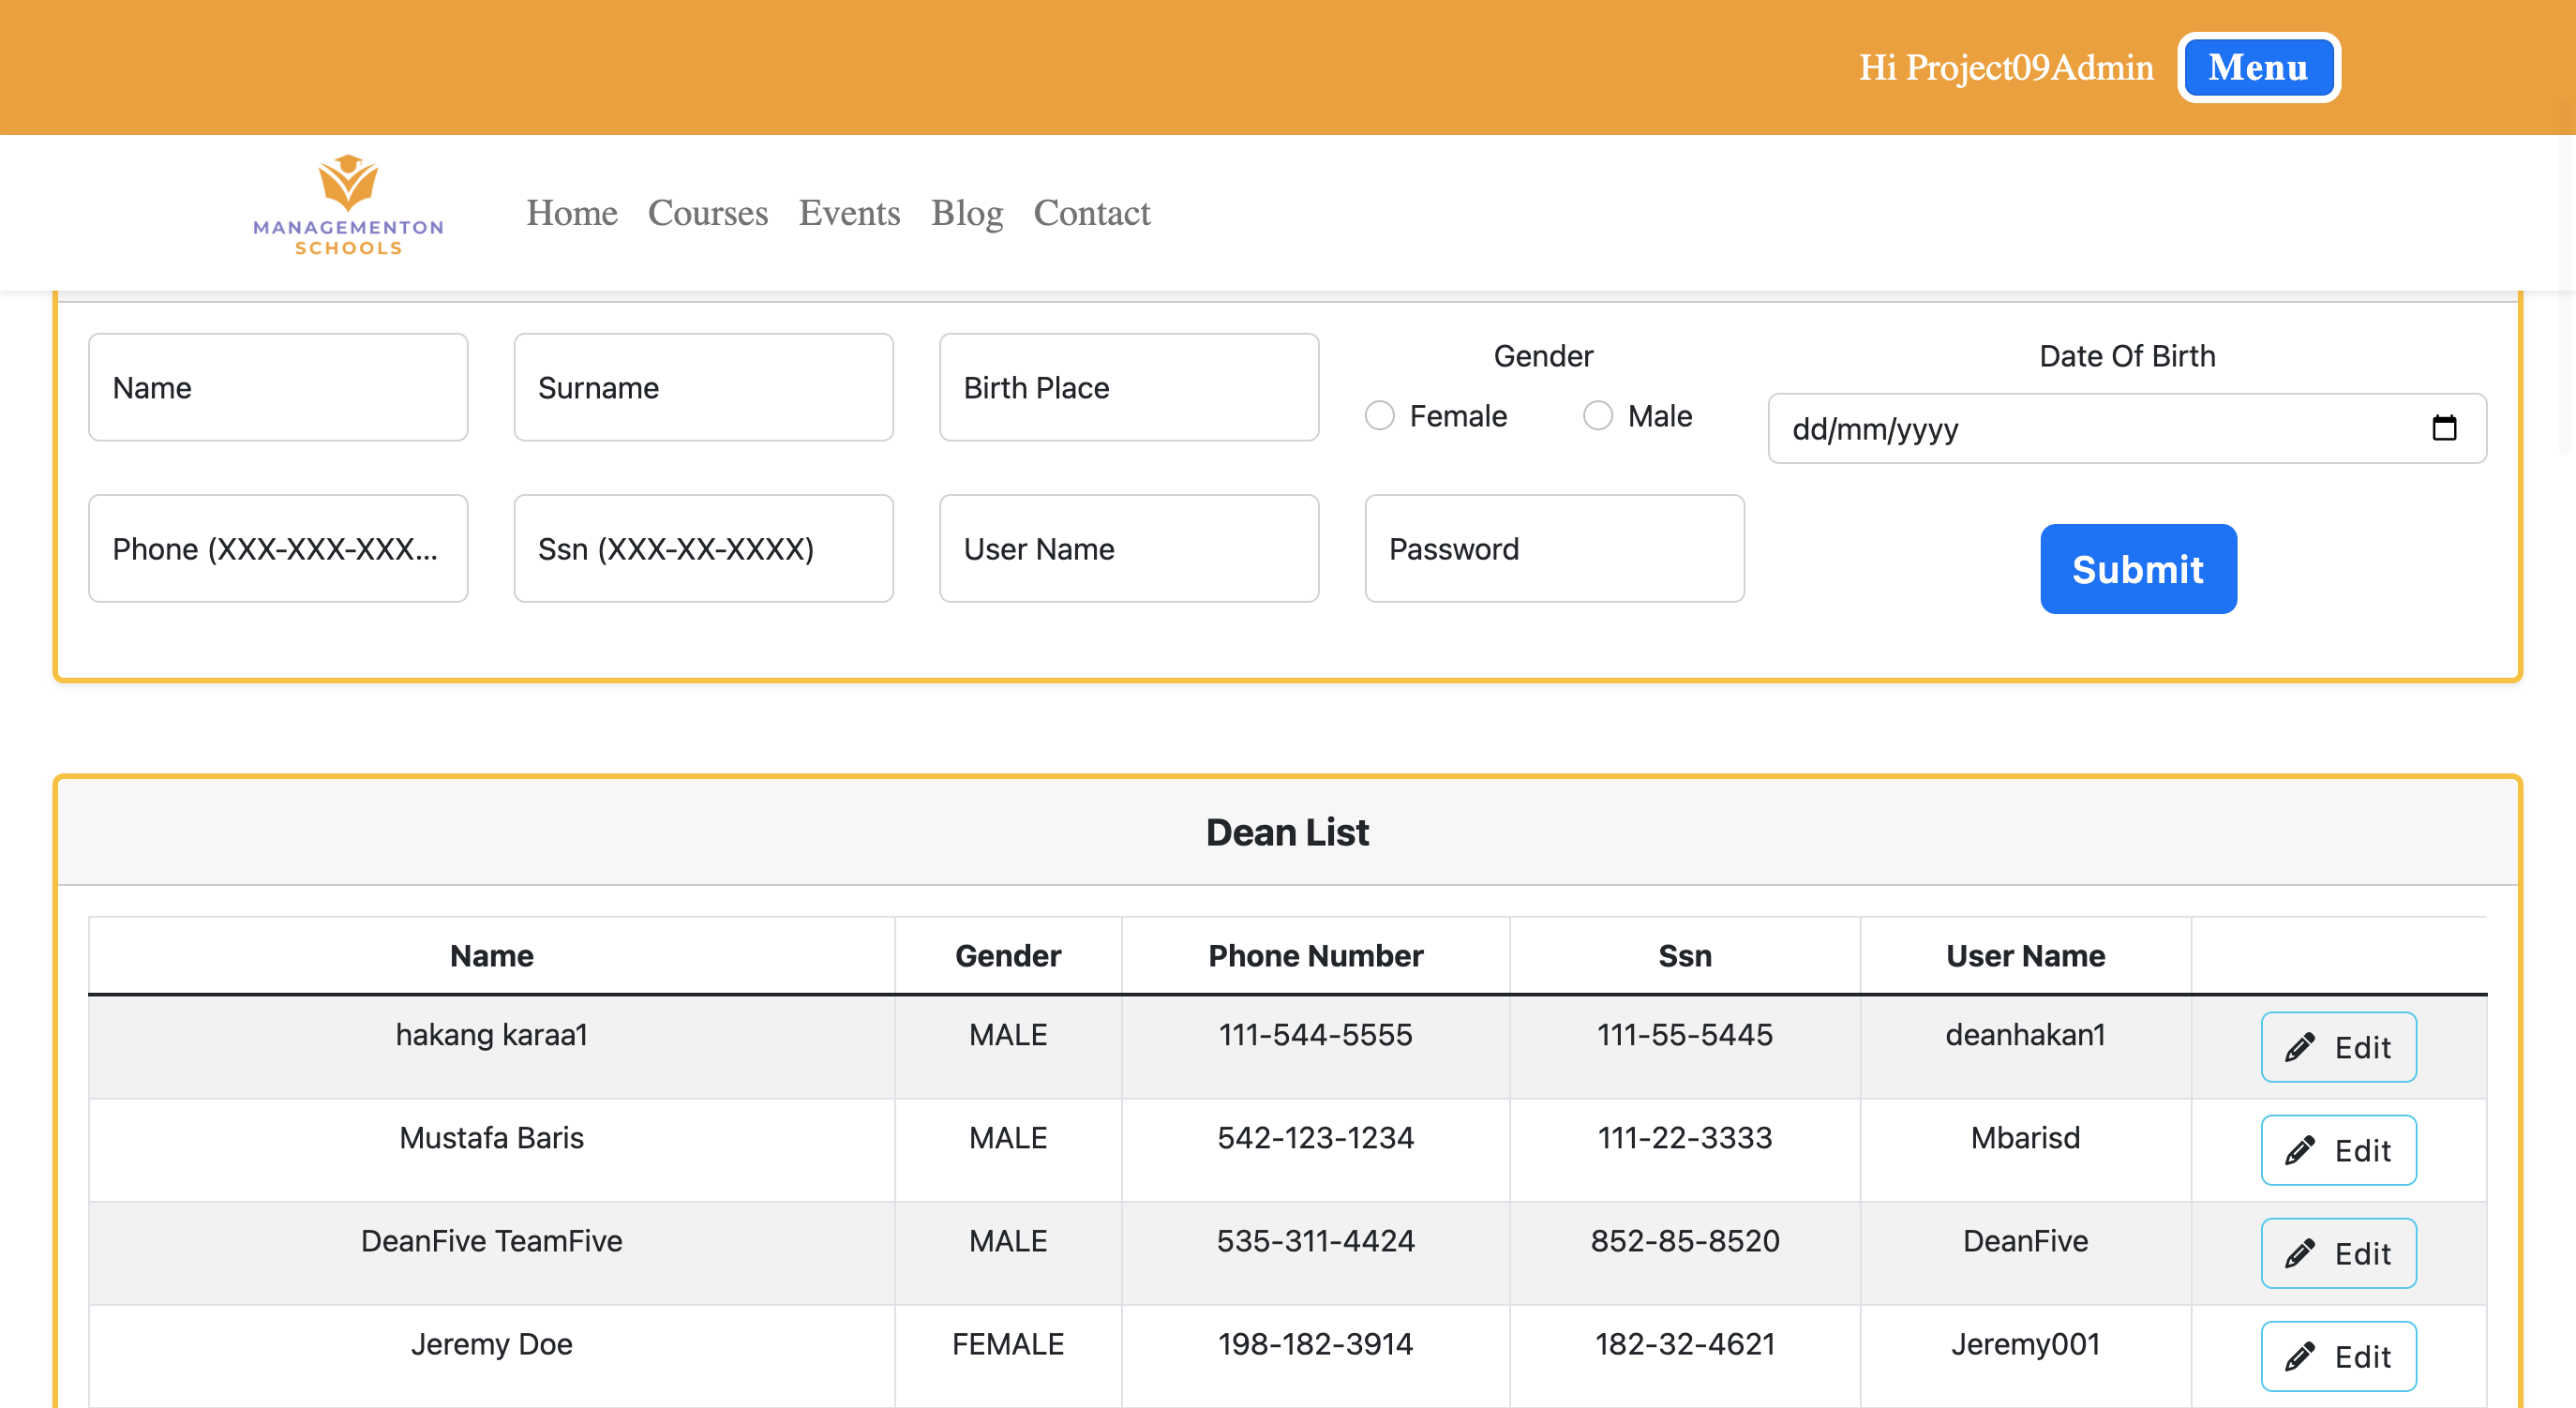 Hi Project09Admin Menu
MANAGEMENTON
SCHOOLS
Home Courses Events Blog Contact
Name Surname Birth Place Gender Date Of Birth
Female Male dd/mm/yyyy
Phone (XXX-XXX-XXX... Ssn (XXX-XX-XXXX) User Name Password Submit
Dean List
Name Gender Phone Number Ssn User Name
hakang karaa1 MALE 111-544-5555 111-55-5445 deanhakan1 Edit
Mustafa Baris MALE 542-123-1234 111-22-3333 Mbarisd Edit
DeanFive TeamFive MALE 535-311-4424 852-85-8520 DeanFive Edit
Jeremy Doe FEMALE 198-182-3914 182-32-4621 Jeremy001 Edit